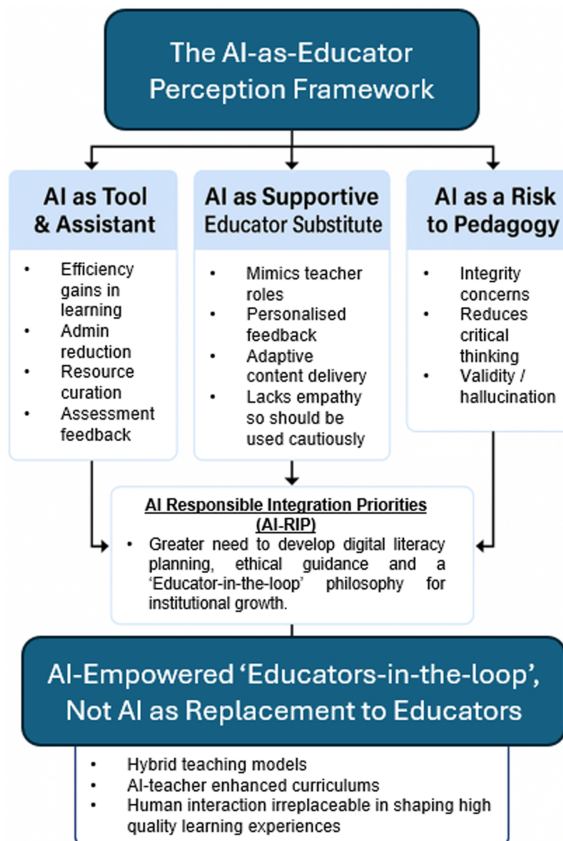 The AI-as-Educator
Perception Framework
AI as Tool
& Assistant
• Efficiency
gains in
learning
• Admin
reduction
• Resource
curation
• Assessment
feedback
AI as Supportive
Educator Substitute
• Mimics teacher
roles
• Personalised
feedback
• Adaptive
content delivery
• Lacks empathy
so should be
used cautiously
AI as a Risk
to Pedagogy
• Integrity
concerns
• Reduces
critical
thinking
• Validity /
hallucination
AI Responsible Integration Priorities
(AI-RIP)
• Greater need to develop digital literacy
planning, ethical guidance and a
‘Educator-in-the-loop’ philosophy for
institutional growth.
AI-Empowered ‘Educators-in-the-loop’,
Not AI as Replacement to Educators
• Hybrid teaching models
• AI-teacher enhanced curriculums
• Human interaction irreplaceable in shaping high
quality learning experiences